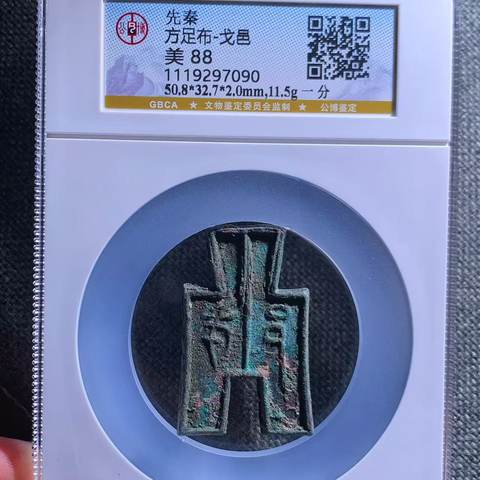 先秦
方足布-戈邑
美 88
1119297090
50.8*32.7*2.0mm,11.5g 一分
GBCA ★ 文物鉴定委员会监制 ★ 公博鉴定